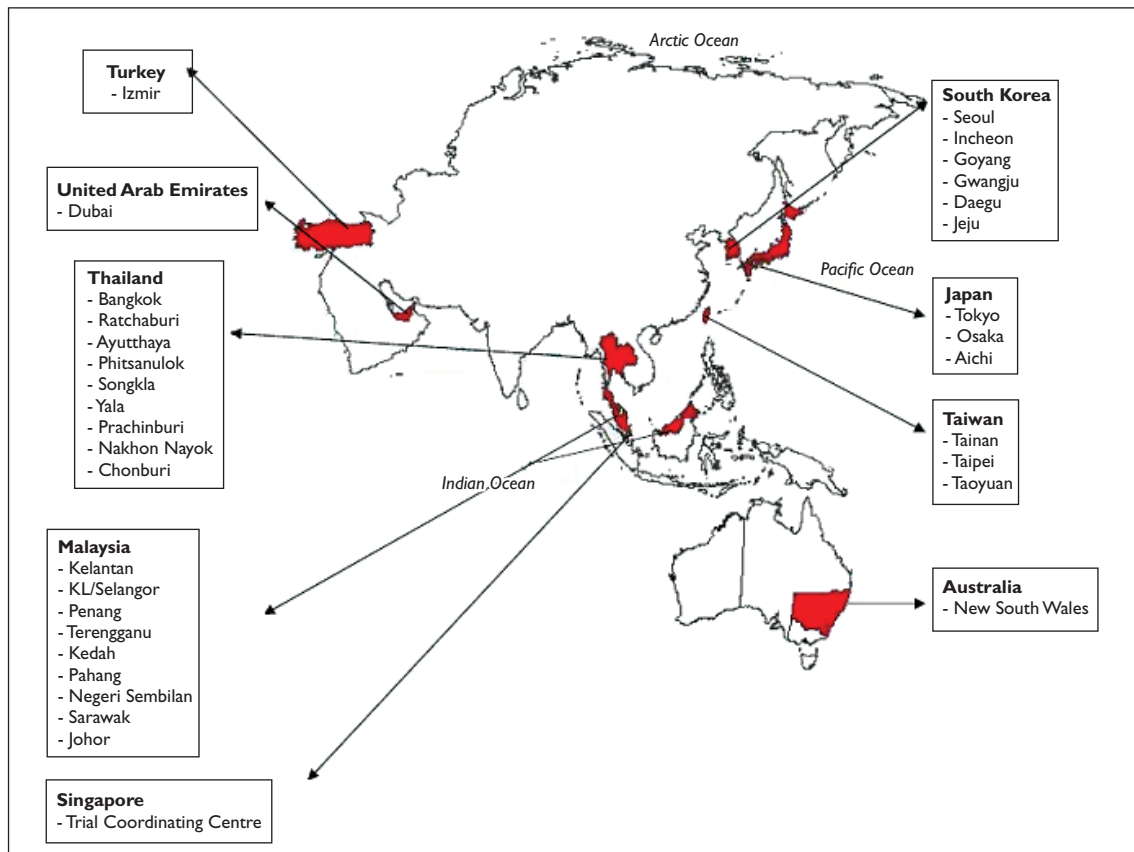 Arctic Ocean
Turkey
- Izmir
United Arab Emirates
- Dubai
Thailand
- Bangkok
- Ratchaburi
- Ayutthaya
- Phitsanulok
- Songkla
- Yala
- Prachinburi
- Nakhon Nayok
- Chonburi
Malaysia
- Kelantan
- KL/Selangor
- Penang
- Terengganu
- Kedah
- Pahang
- Negeri Sembilan
- Sarawak
- Johor
Singapore
- Trial Coordinating Centre
Indian Ocean
Pacific Ocean
South Korea
- Seoul
- Incheon
- Goyang
- Gwangju
- Daegu
- Jeju
Japan
- Tokyo
- Osaka
- Aichi
Taiwan
- Tainan
- Taipei
- Taoyuan
Australia
- New South Wales